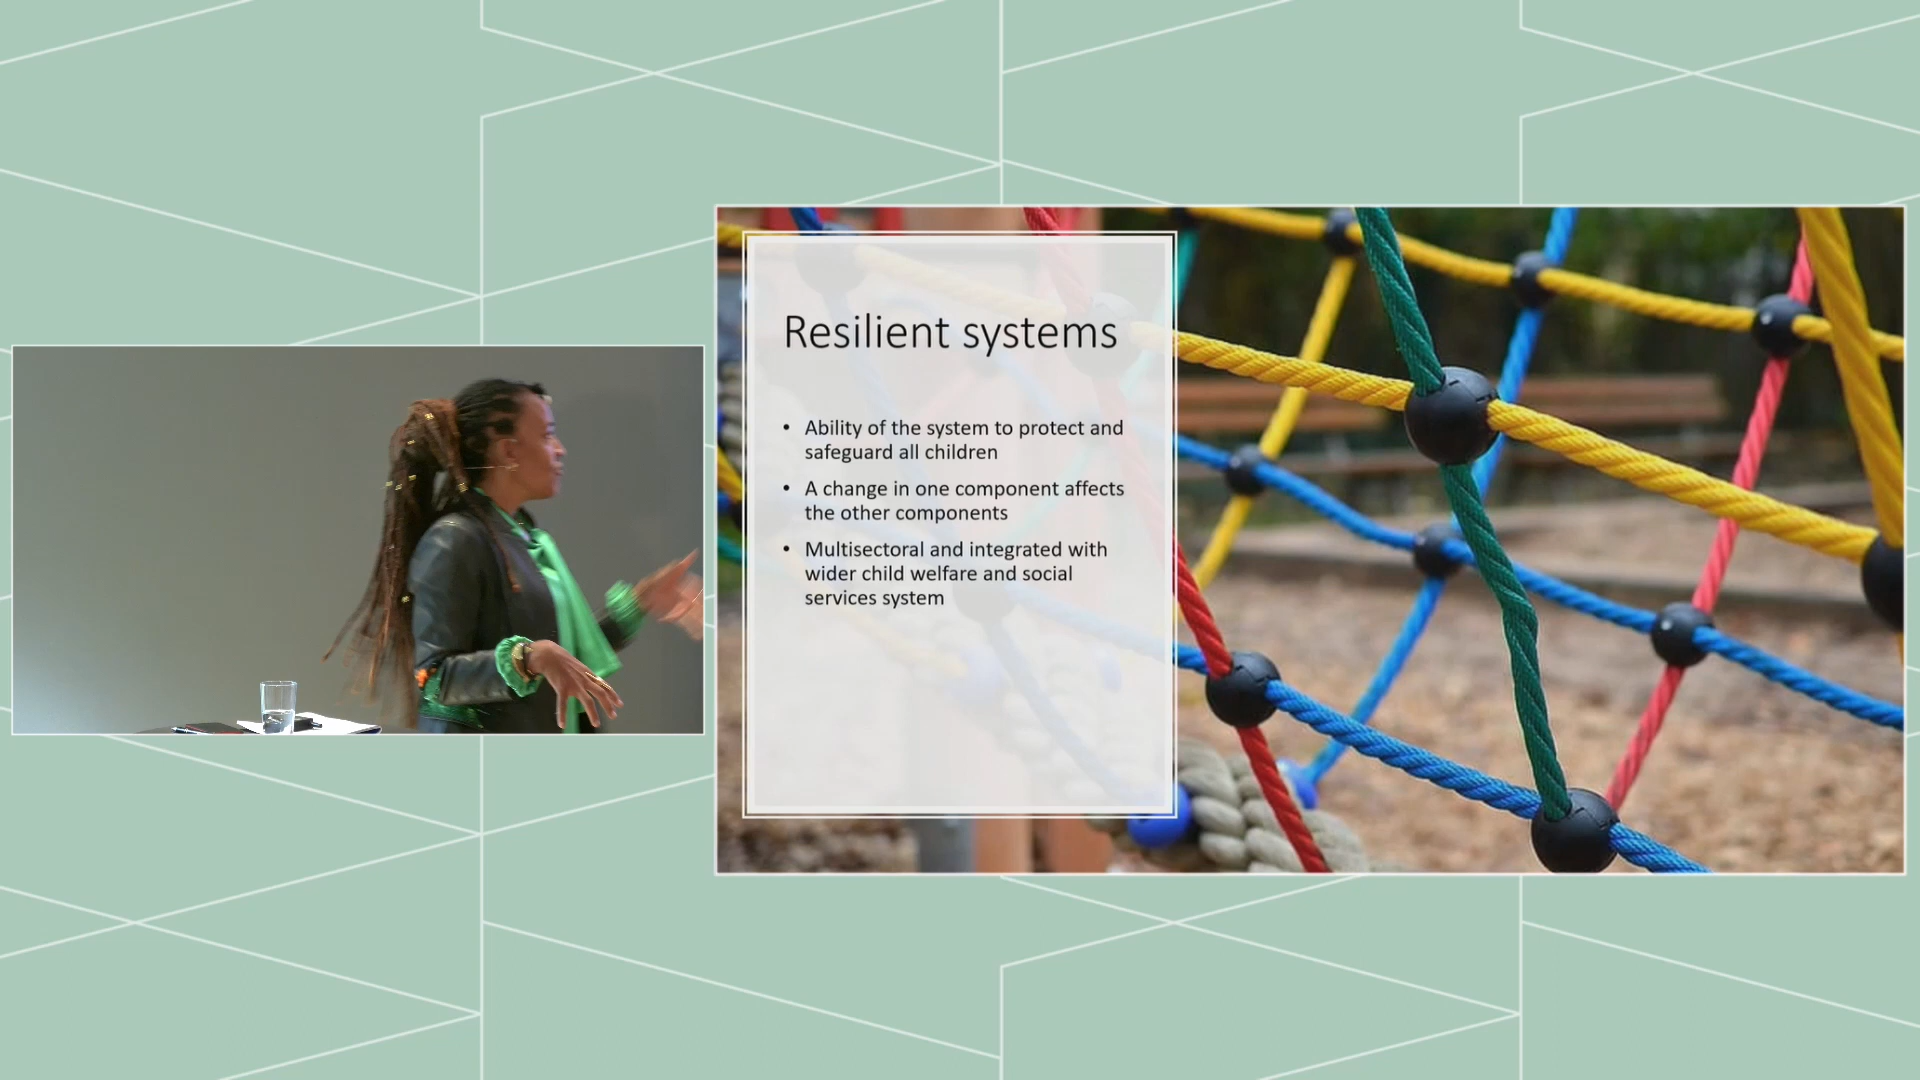 Resilient systems
• Ability of the system to protect and
safeguard all children
• A change in one component affects
the other components
• Multisectoral and integrated with
wider child welfare and social
services system